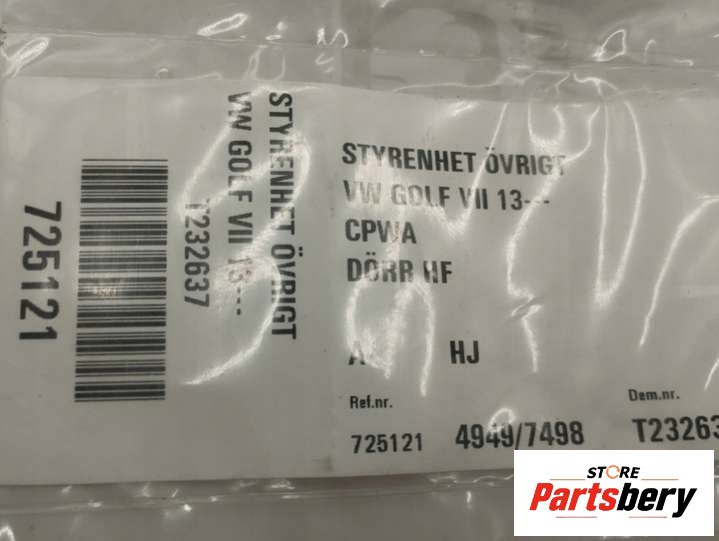 725121
T232637
VW GOLF VII 13---
STYRENHET ÖVRIGT
STYRENHET ÖVRIGT
VW GOLF VII 13---
CPWA
DÖRR HF
A HJ
Ref.nr. Dem.nr.
725121 4949/7498 T23263
STORE
Partsbery